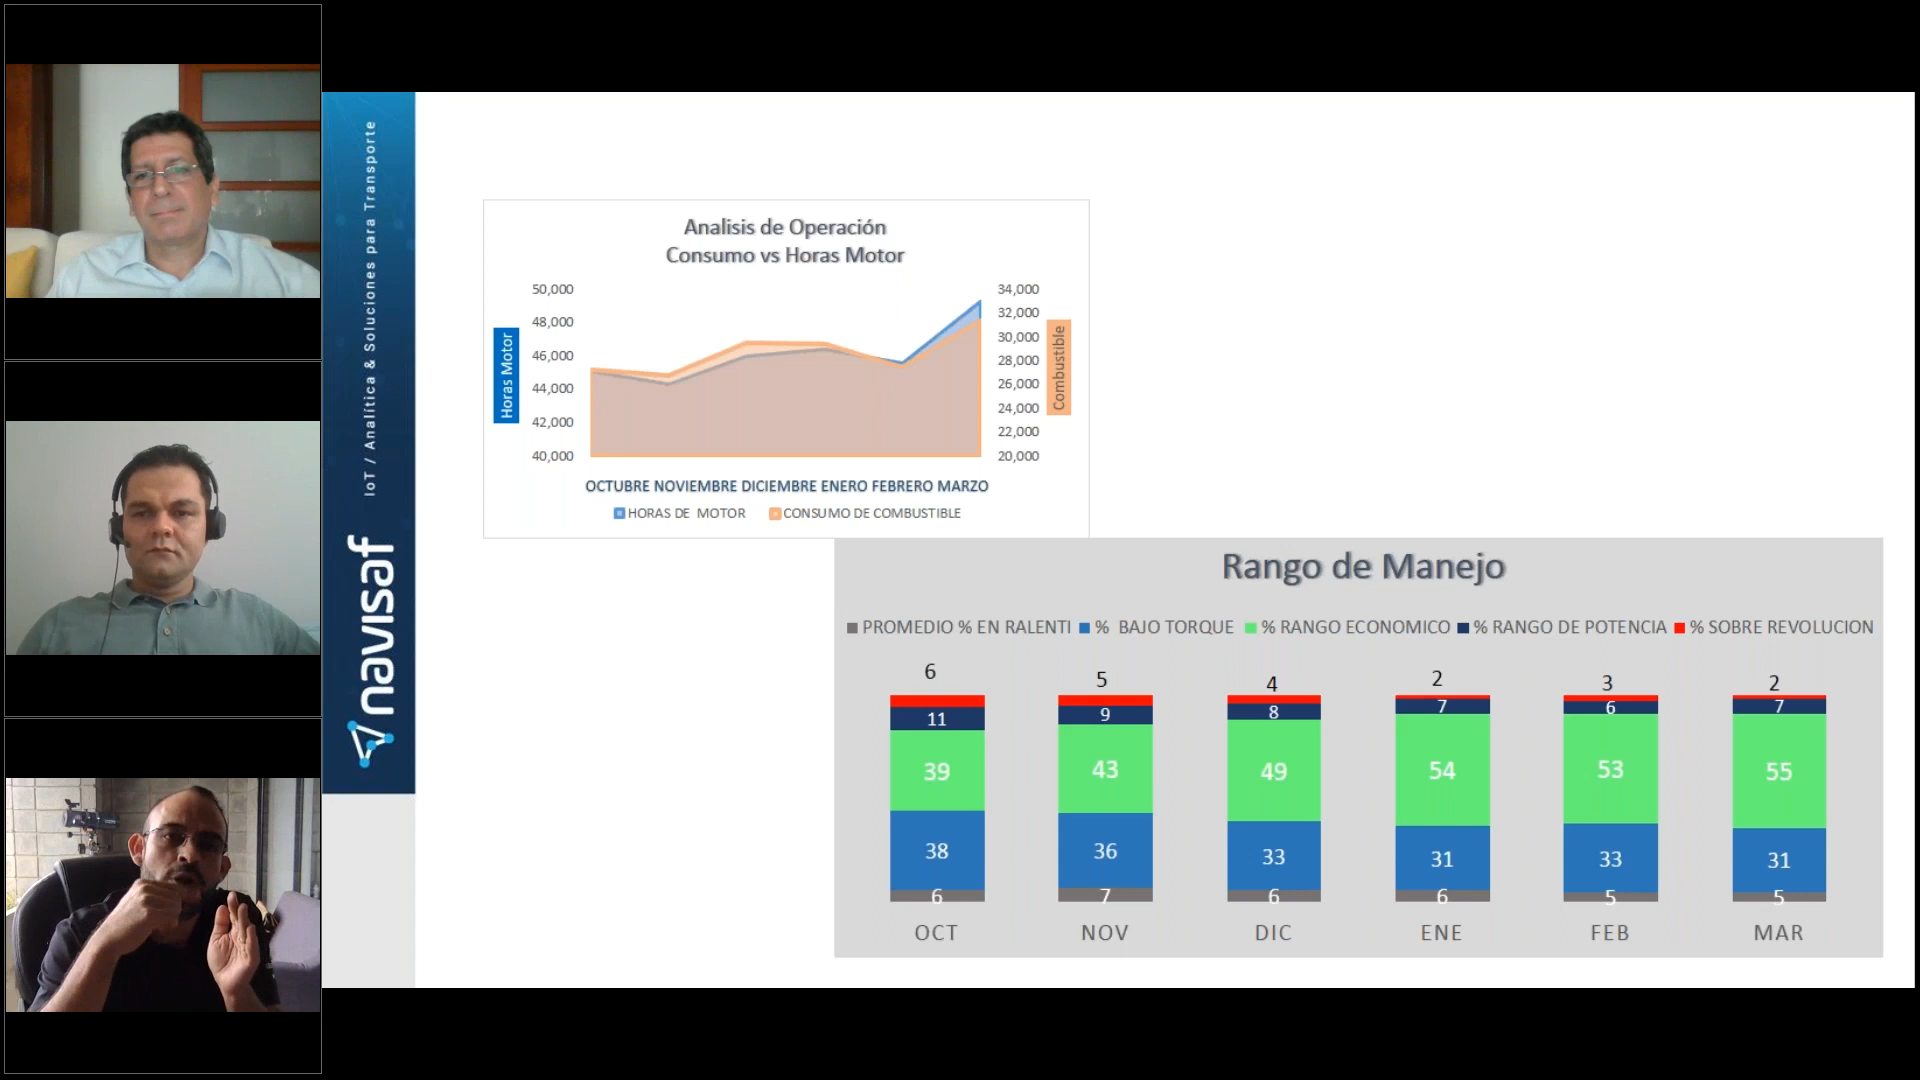 IoT / Analítica & Soluciones para Transporte
navisaf
Analisis de Operación
Consumo vs Horas Motor
50,000
48,000
46,000
44,000
42,000
40,000
Horas Motor
34,000
32,000
30,000
28,000
26,000
24,000
22,000
20,000
Combustible
OCTUBRE NOVIEMBRE DICIEMBRE ENERO FEBRERO MARZO
HORAS DE MOTOR CONSUMO DE COMBUSTIBLE
Rango de Manejo
PROMEDIO % EN RALENTI % BAJO TORQUE % RANGO ECONOMICO % RANGO DE POTENCIA % SOBRE REVOLUCION
6 5 4 2 3 2
11 9 8 7 6 7
39 43 49 54 53 55
38 36 33 31 33 31
6 7 6 6 5 5
OCT NOV DIC ENE FEB MAR